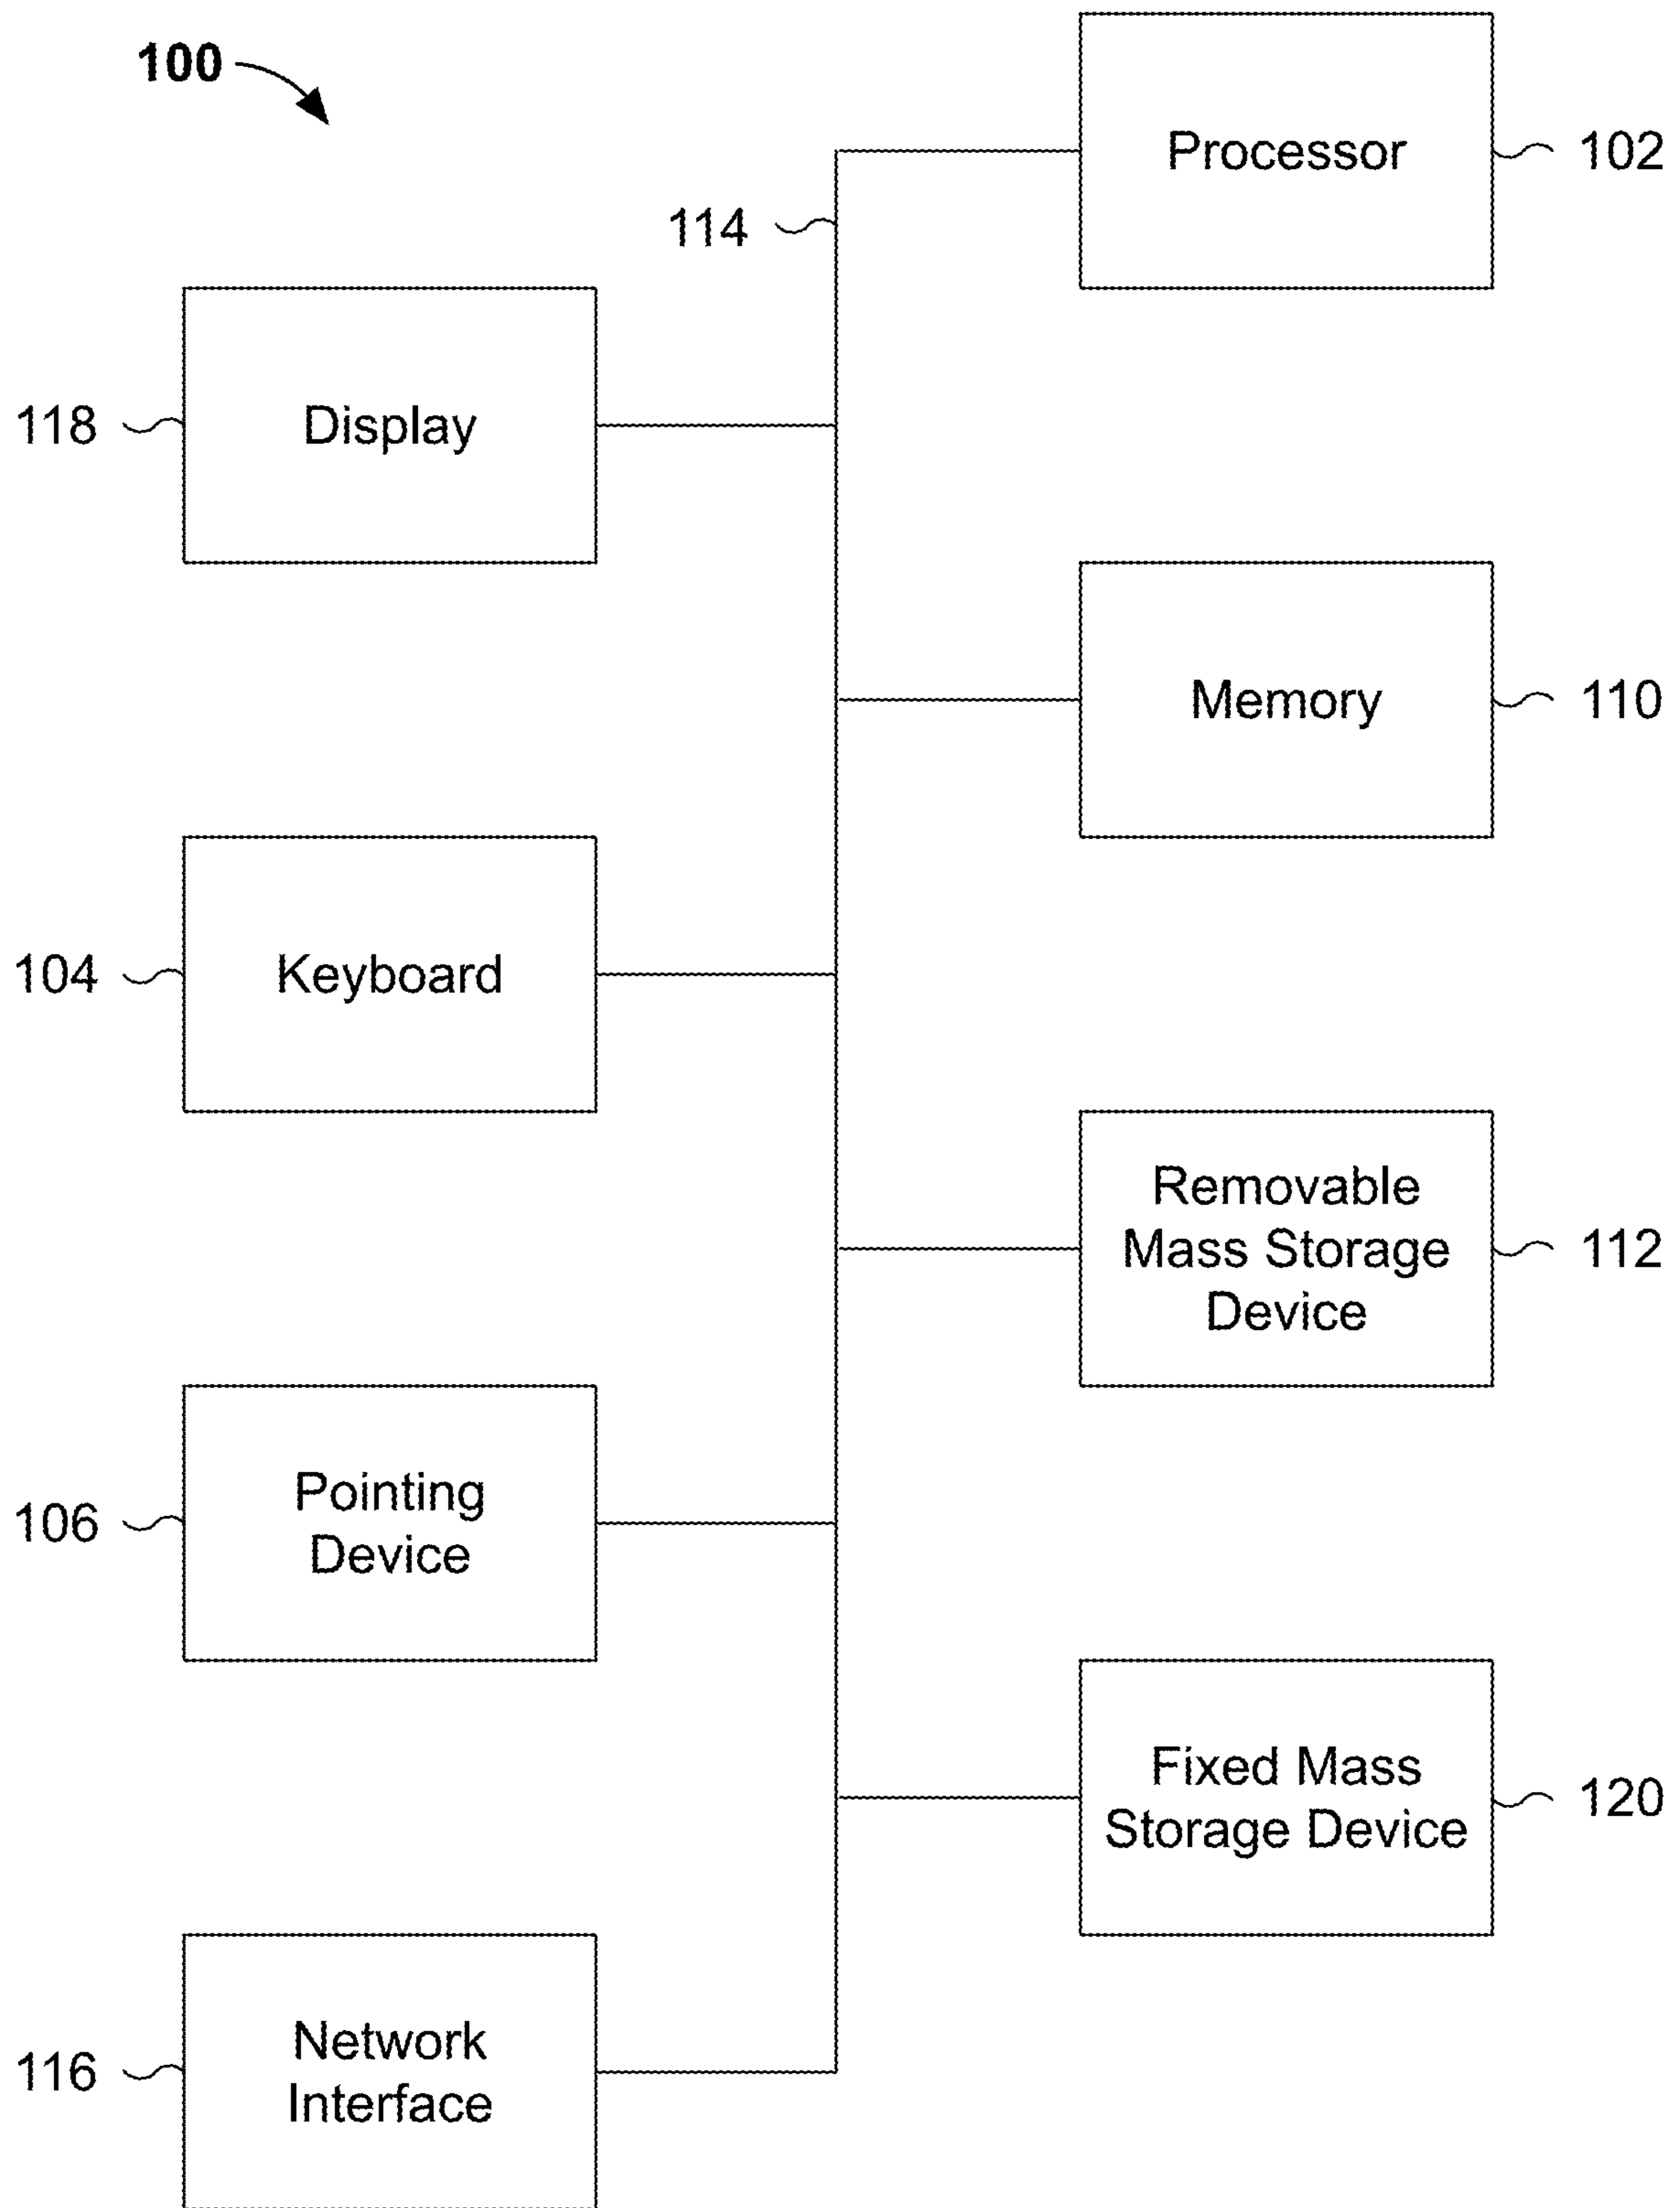 100
Processor
102
114
118
Display
Memory
110
104
Keyboard
Removable
Mass Storage
Device
112
106
Pointing
Device
Fixed Mass
Storage Device
120
116
Network
Interface